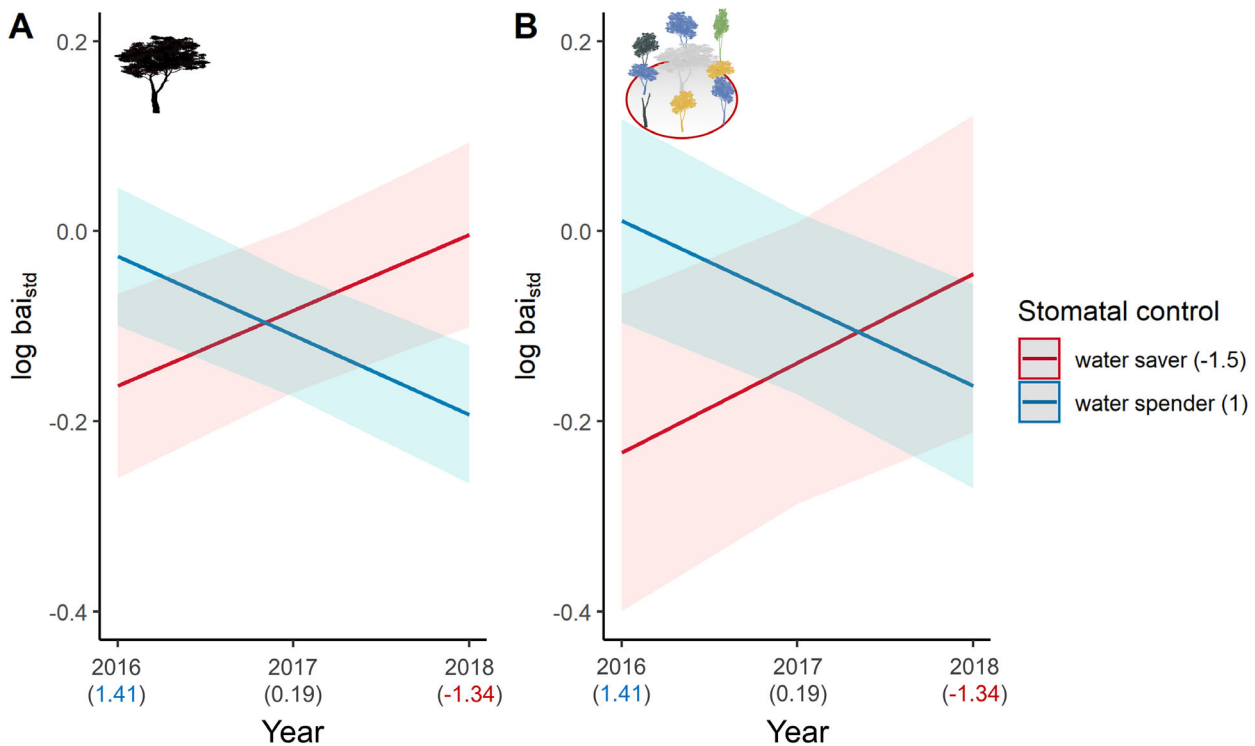 A
B
0.2
0.0
-0.2
-0.4
log bai_std
2016
2017
2018
(1.41)
(0.19)
(-1.34)
Year
0.2
0.0
-0.2
-0.4
log bai_std
2016
2017
2018
(1.41)
(0.19)
(-1.34)
Year
Stomatal control
water saver (-1.5)
water spender (1)